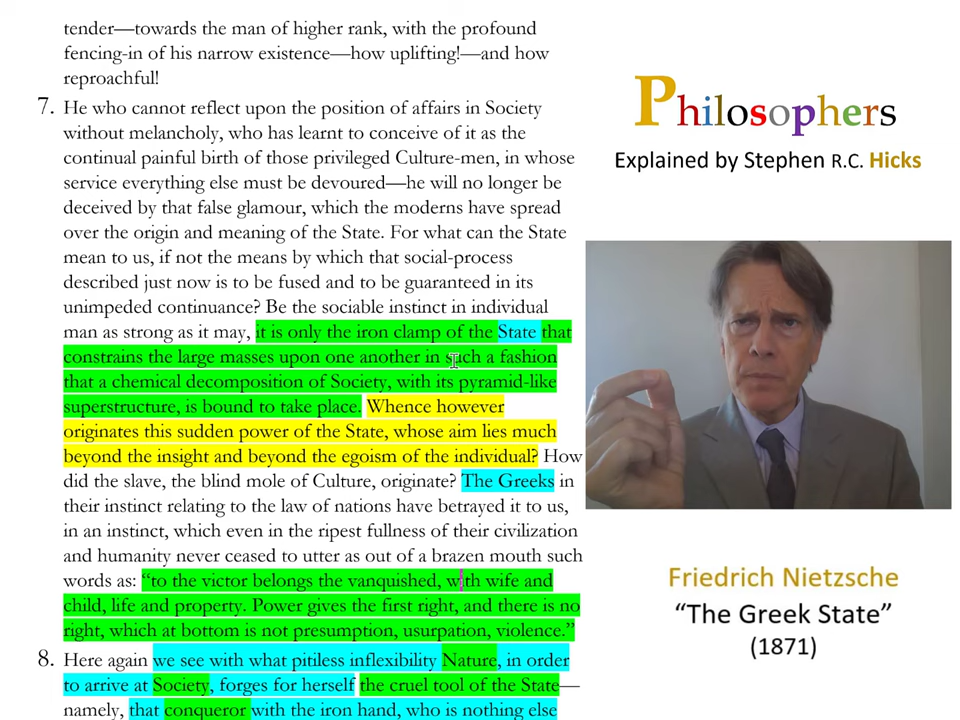 tender—towards the man of higher rank, with the profound
fencing-in of his narrow existence—how uplifting!—and how
reproachful!
7. He who cannot reflect upon the position of affairs in Society
without melancholy, who has learnt to conceive of it as the
continual painful birth of those privileged Culture-men, in whose
service everything else must be devoured—he will no longer be
deceived by that false glamour, which the moderns have spread
over the origin and meaning of the State. For what can the State
mean to us, if not the means by which that social-process
described just now is to be fused and to be guaranteed in its
unimpeded continuance? Be the sociable instinct in individual
man as strong as it may, it is only the iron clamp of the State that
constrains the large masses upon one another in such a fashion
that a chemical decomposition of Society, with its pyramid-like
superstructure, is bound to take place. Whence however
originates this sudden power of the State, whose aim lies much
beyond the insight and beyond the egoism of the individual? How
did the slave, the blind mole of Culture, originate? The Greeks in
their instinct relating to the law of nations have betrayed it to us,
in an instinct, which even in the ripest fullness of their civilization
and humanity never ceased to utter as out of a brazen mouth such
words as: “to the victor belongs the vanquished, with wife and
child, life and property. Power gives the first right, and there is no
right, which at bottom is not presumption, usurpation, violence.”
8. Here again we see with what pitiless inflexibility Nature, in order
to arrive at Society, forges for herself the cruel tool of the State—
namely, that conqueror with the iron hand, who is nothing else
Philosophers
Explained by Stephen R.C. Hicks
Friedrich Nietzsche
“The Greek State”
(1871)